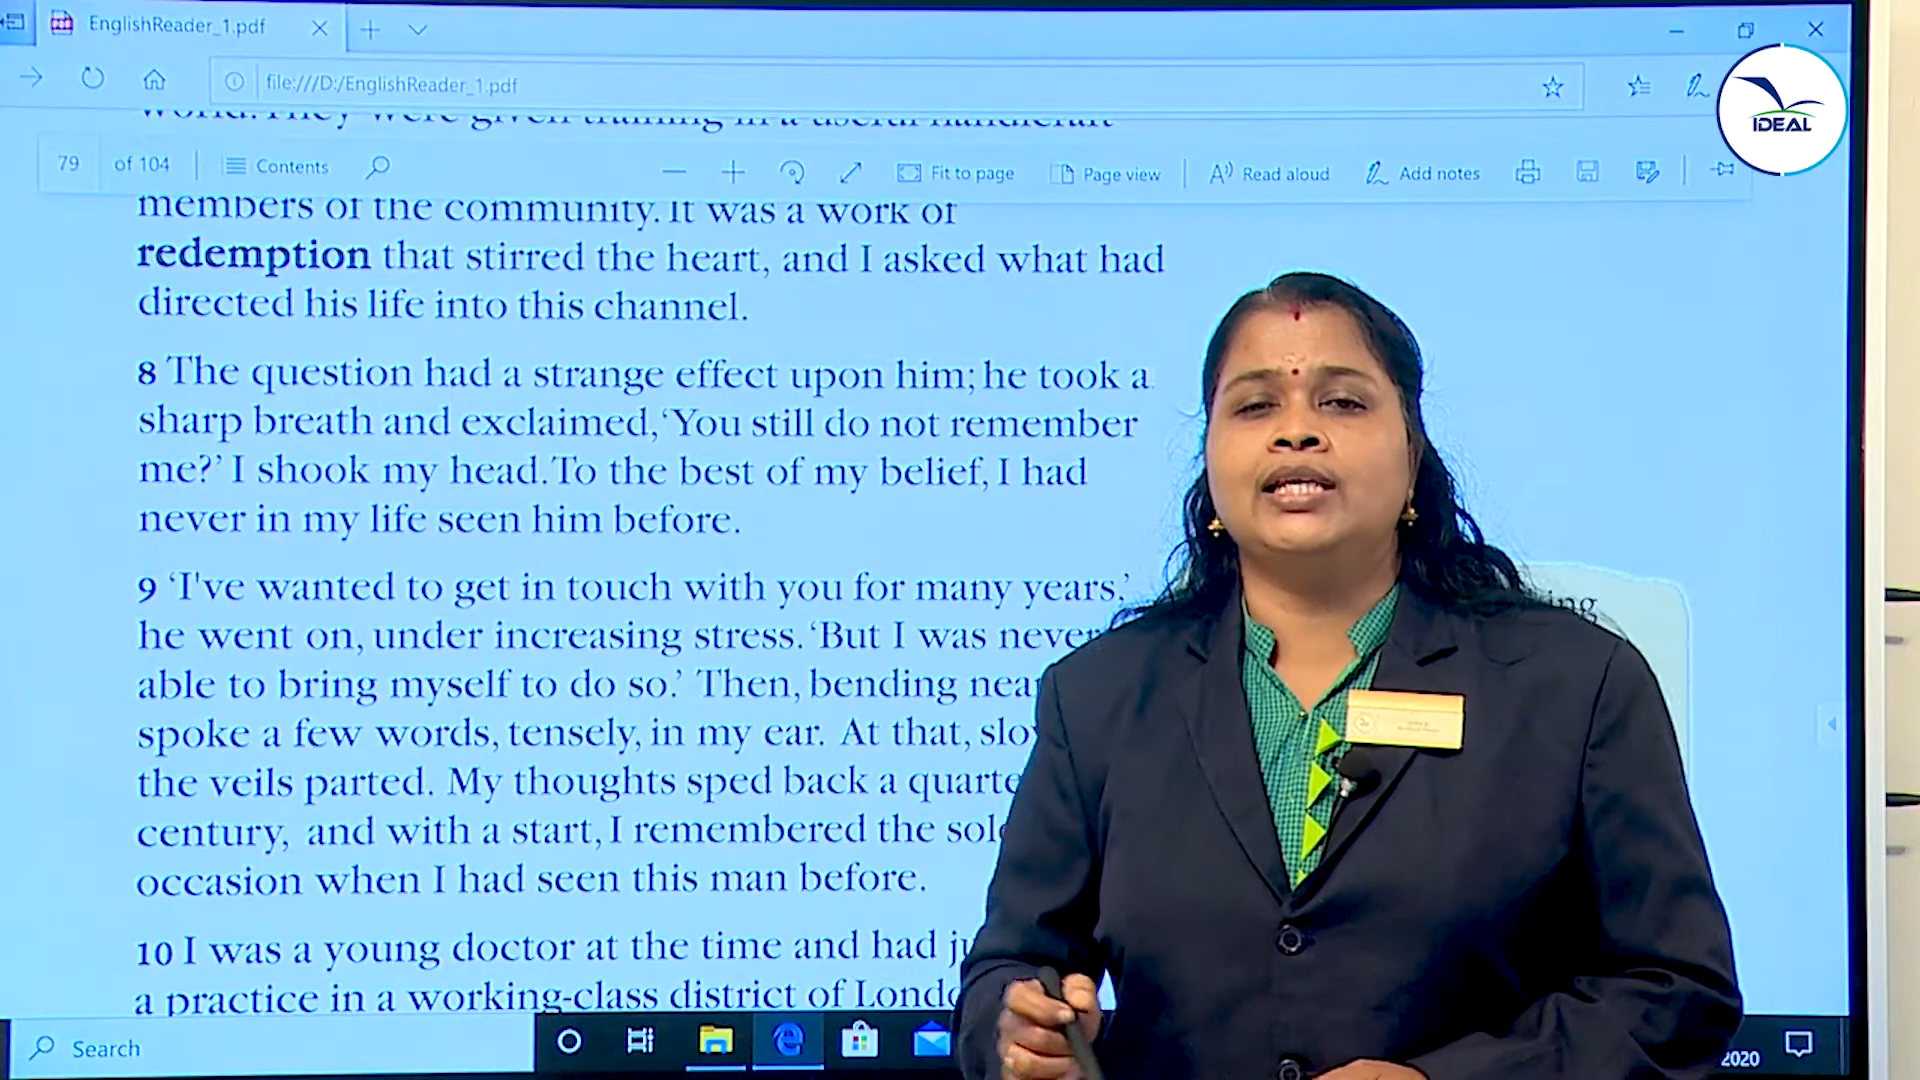 EnglishReader_1.pdf
file:///D:/EnglishReader_1.pdf
IDEAL
79 of 104 Contents Fit to page Page view Read aloud Add notes
members of the community. It was a work of
redemption that stirred the heart, and I asked what had
directed his life into this channel.
8 The question had a strange effect upon him; he took a
sharp breath and exclaimed, ‘You still do not remember
me?’ I shook my head. To the best of my belief, I had
never in my life seen him before.
9 ‘I've wanted to get in touch with you for many years,’
he went on, under increasing stress. ‘But I was never
able to bring myself to do so.’ Then, bending near
spoke a few words, tensely, in my ear. At that, slo
the veils parted. My thoughts sped back a quarte
century, and with a start, I remembered the sol
occasion when I had seen this man before.
10 I was a young doctor at the time and had ju
a practice in a working-class district of Londo
ing
Search
2020